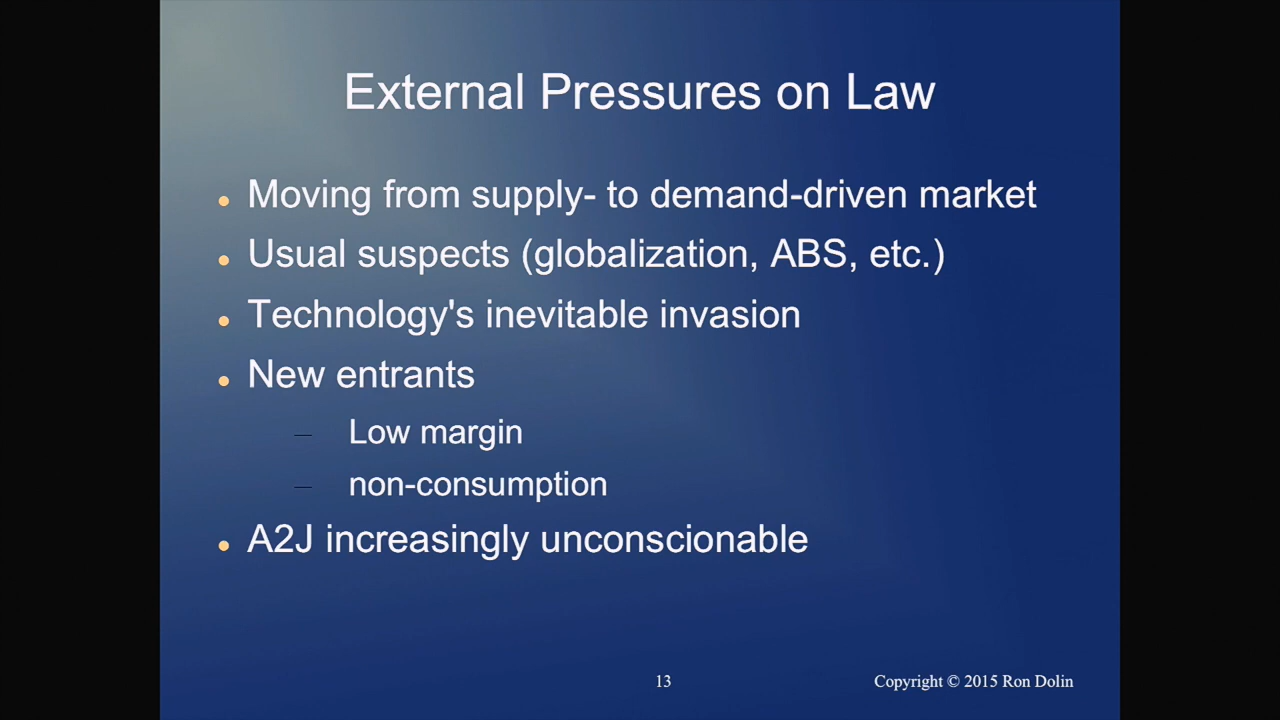 External Pressures on Law
• Moving from supply- to demand-driven market
• Usual suspects (globalization, ABS, etc.)
• Technology's inevitable invasion
• New entrants
– Low margin
– non-consumption
• A2J increasingly unconscionable
13
Copyright © 2015 Ron Dolin